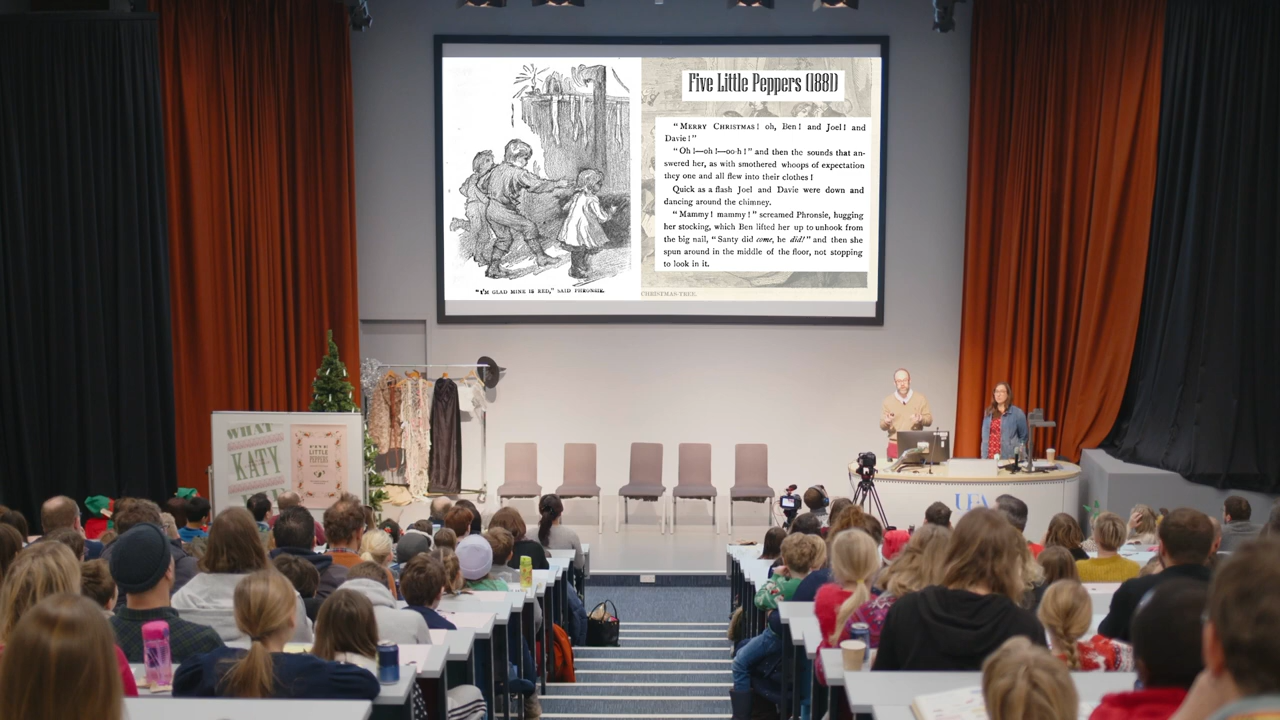 Five Little Peppers (1881)
"MERRY CHRISTMAS! oh, Ben! and Joel! and
Davie!"
"Oh!—oh!—oo-h!" and then the sounds that an-
swered her, as with smothered whoops of expectation
they one and all flew into their clothes!
Quick as a flash Joel and Davie were down and
dancing around the chimney.
"Mammy! mammy!" screamed Phronsie, hugging
her stocking, which Ben lifted her up to unhook from
the big nail, "Santy did come, he did!" and then she
spun around in the middle of the floor, not stopping
to look in it.
"I'M GLAD MINE IS RED," SAID PHRONSIE.
CHRISTMAS-TREE.
WHAT
KATY
FIVE
LITTLE
PEPPERS
UEA